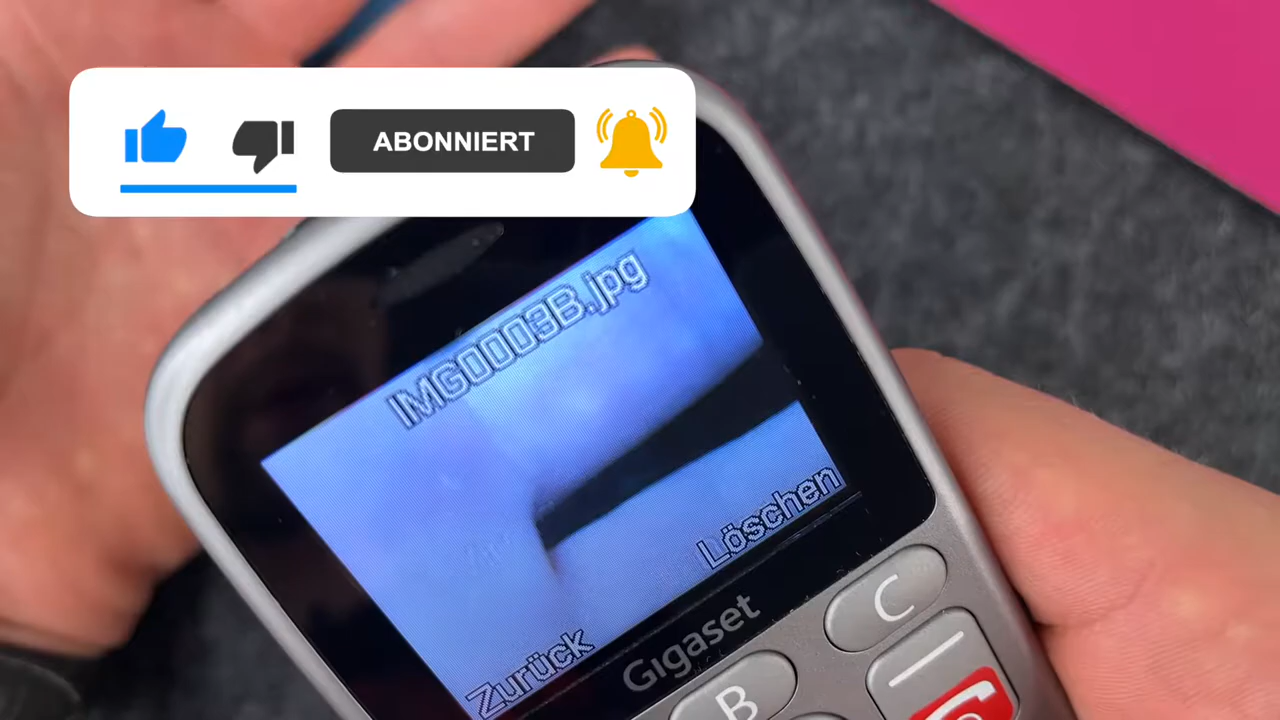 ABONNIERT
IMG0003B.jpg
Löschen
Zurück
Gigaset
C
B